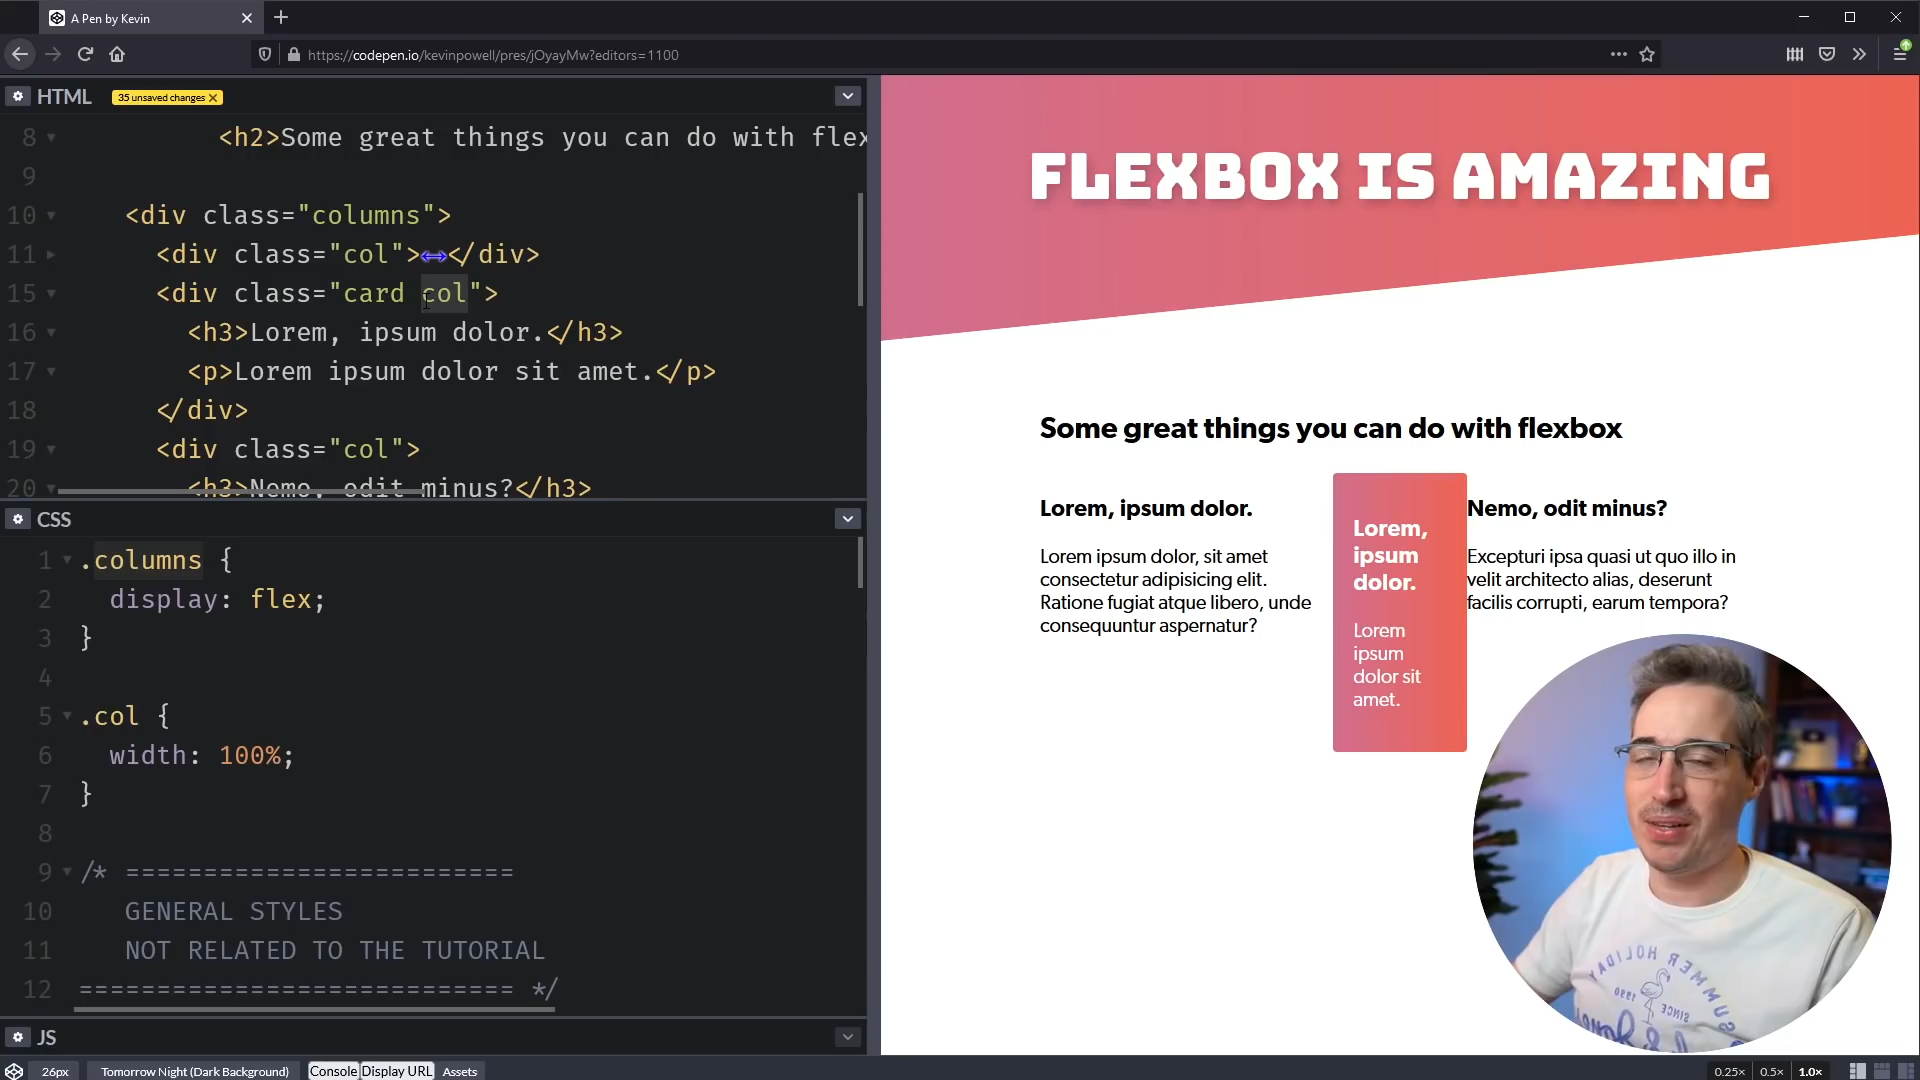 A Pen by Kevin
https://codepen.io/kevinpowell/pres/jOyayMw?editors=1100
HTML
35 unsaved changes
8 <h2>Some great things you can do with flex
9
10 <div class="columns">
11 <div class="col">↔</div>
15 <div class="card col">
16 <h3>Lorem, ipsum dolor.</h3>
17 <p>Lorem ipsum dolor sit amet.</p>
18 </div>
19 <div class="col">
20 <h3>Nemo, odit minus?</h3>
CSS
1 .columns {
2 display: flex;
3 }
4
5 .col {
6 width: 100%;
7 }
8
9 /* =========================
10 GENERAL STYLES
11 NOT RELATED TO THE TUTORIAL
12 ============================ */
JS
26px
Tomorrow Night (Dark Background)
Console
Display URL
Assets
FLEXBOX IS AMAZING
Some great things you can do with flexbox
Lorem, ipsum dolor.
Lorem ipsum dolor, sit amet
consectetur adipisicing elit.
Ratione fugiat atque libero, unde
consequuntur aspernatur?
Lorem,
ipsum
dolor.
Lorem
ipsum
dolor sit
amet.
Nemo, odit minus?
Excepturi ipsa quasi ut quo illo in
velit architecto alias, deserunt
facilis corrupti, earum tempora?
SUMMER HOLIDAY
SINCE
1990
0.25×
0.5×
1.0×